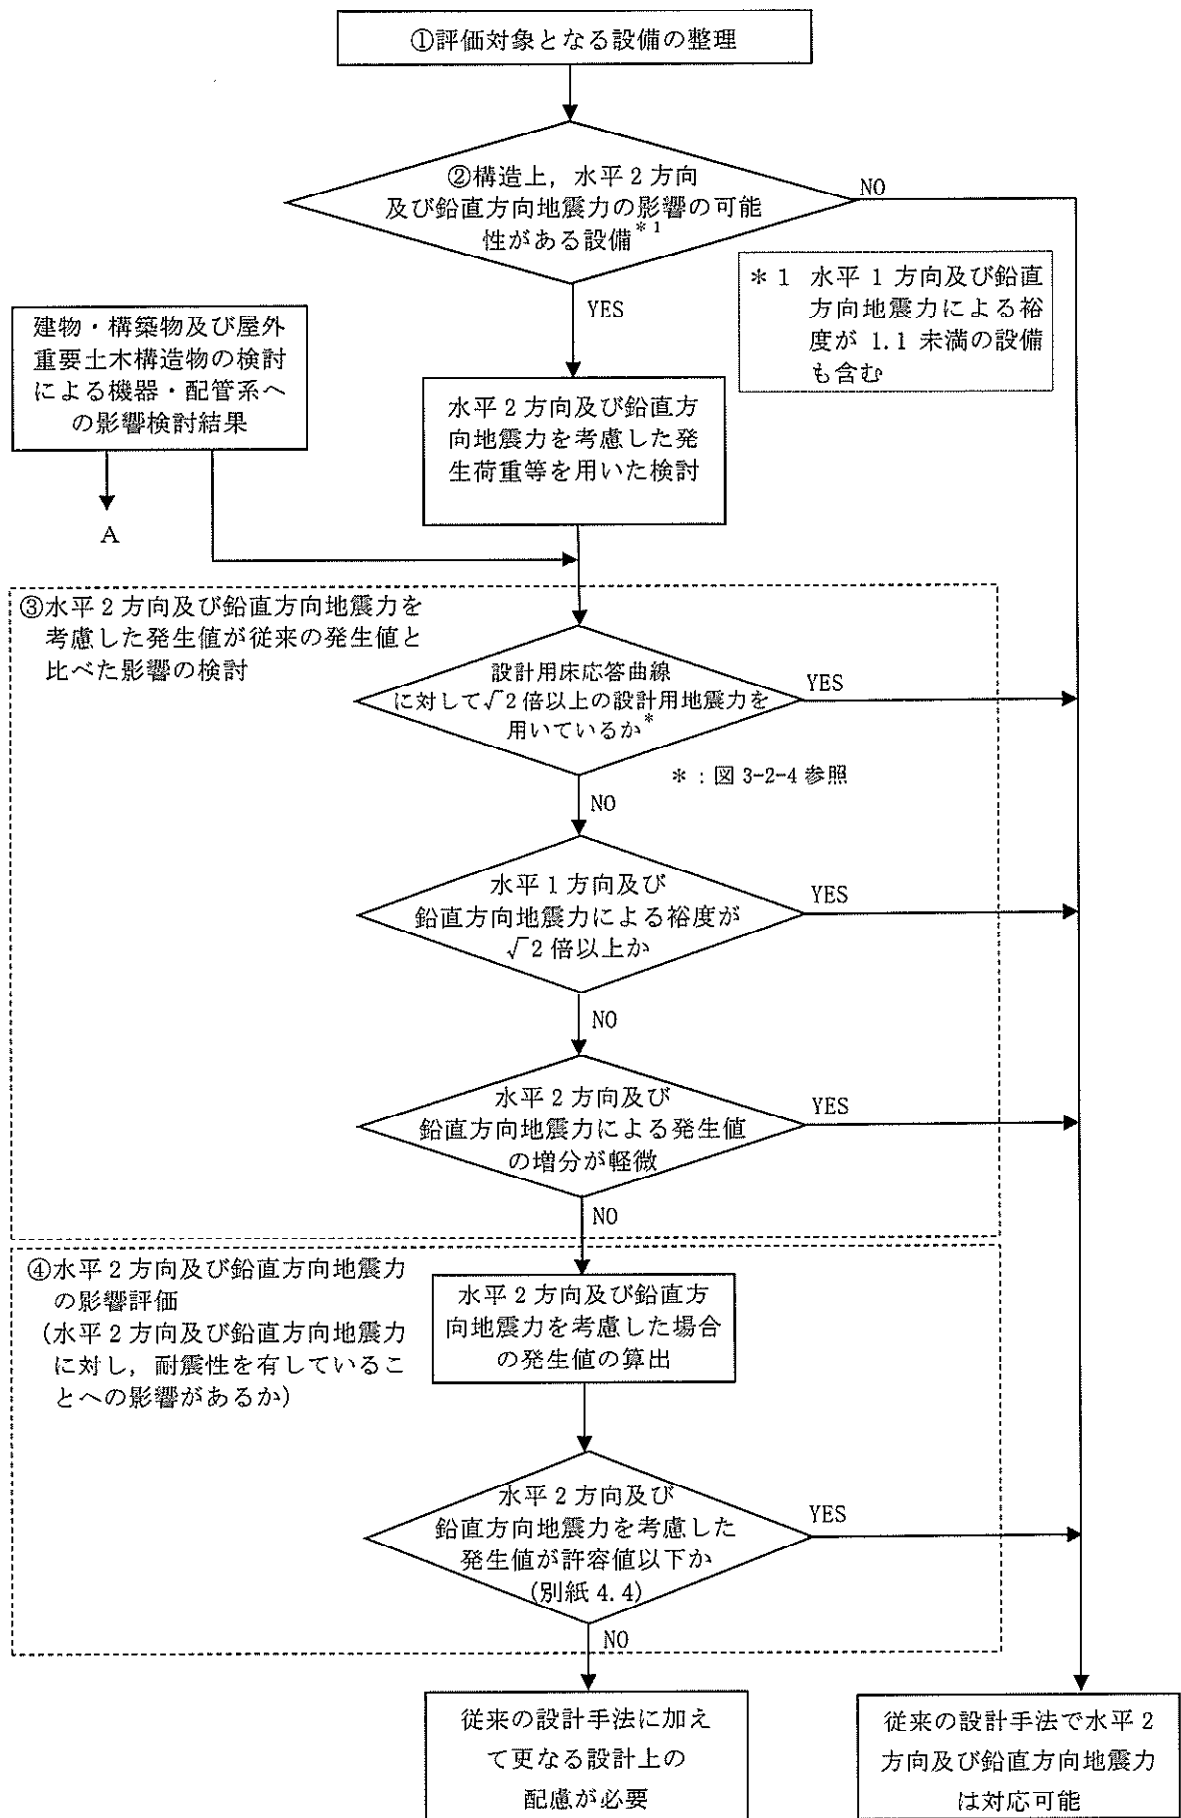 ①評価対象となる設備の整理
②構造上，水平２方向
及び鉛直方向地震力の影響の可能
性がある設備＊１
NO
YES
＊１ 水平１方向及び鉛直
方向地震力による裕
度が 1.1 未満の設備
も含む
建物・構築物及び屋外
重要土木構造物の検討
による機器・配管系へ
の影響検討結果
A
水平２方向及び鉛直方
向地震力を考慮した発
生荷重等を用いた検討
③水平２方向及び鉛直方向地震力を
考慮した発生値が従来の発生値と
比べた影響の検討
設計用床応答曲線
に対して√２倍以上の設計用地震力を
用いているか＊
YES
＊：図 3-2-4 参照
NO
水平１方向及び
鉛直方向地震力による裕度が
√２倍以上か
YES
NO
水平２方向及び
鉛直方向地震力による発生値
の増分が軽微
YES
NO
④水平２方向及び鉛直方向地震力
の影響評価
（水平２方向及び鉛直方向地震力
に対し，耐震性を有しているこ
とへの影響があるか）
水平２方向及び鉛直方
向地震力を考慮した場合
の発生値の算出
水平２方向及び
鉛直方向地震力を考慮した
発生値が許容値以下か
(別紙 4.4)
YES
NO
従来の設計手法に加え
て更なる設計上の
配慮が必要
従来の設計手法で水平２
方向及び鉛直方向地震力
は対応可能